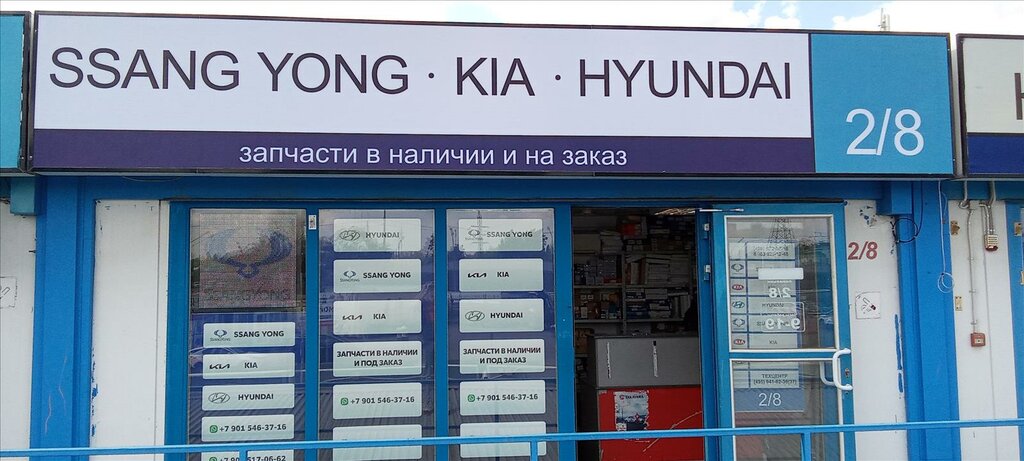 SSANG YONG · KIA · HYUNDAI
2/8
запчасти в наличии и на заказ
SSANG YONG
KIA
HYUNDAI
+7 901 546-37-16
HYUNDAI
SSANG YONG
KIA
ЗАПЧАСТИ В НАЛИЧИИ
И ПОД ЗАКАЗ
+7 901 546-37-16
SSANG YONG
KIA
HYUNDAI
ЗАПЧАСТИ В НАЛИЧИИ
И ПОД ЗАКАЗ
+7 901 546-37-16
HYUNDAI
KIA
ТЕХЦЕНТР
2/8
2/8